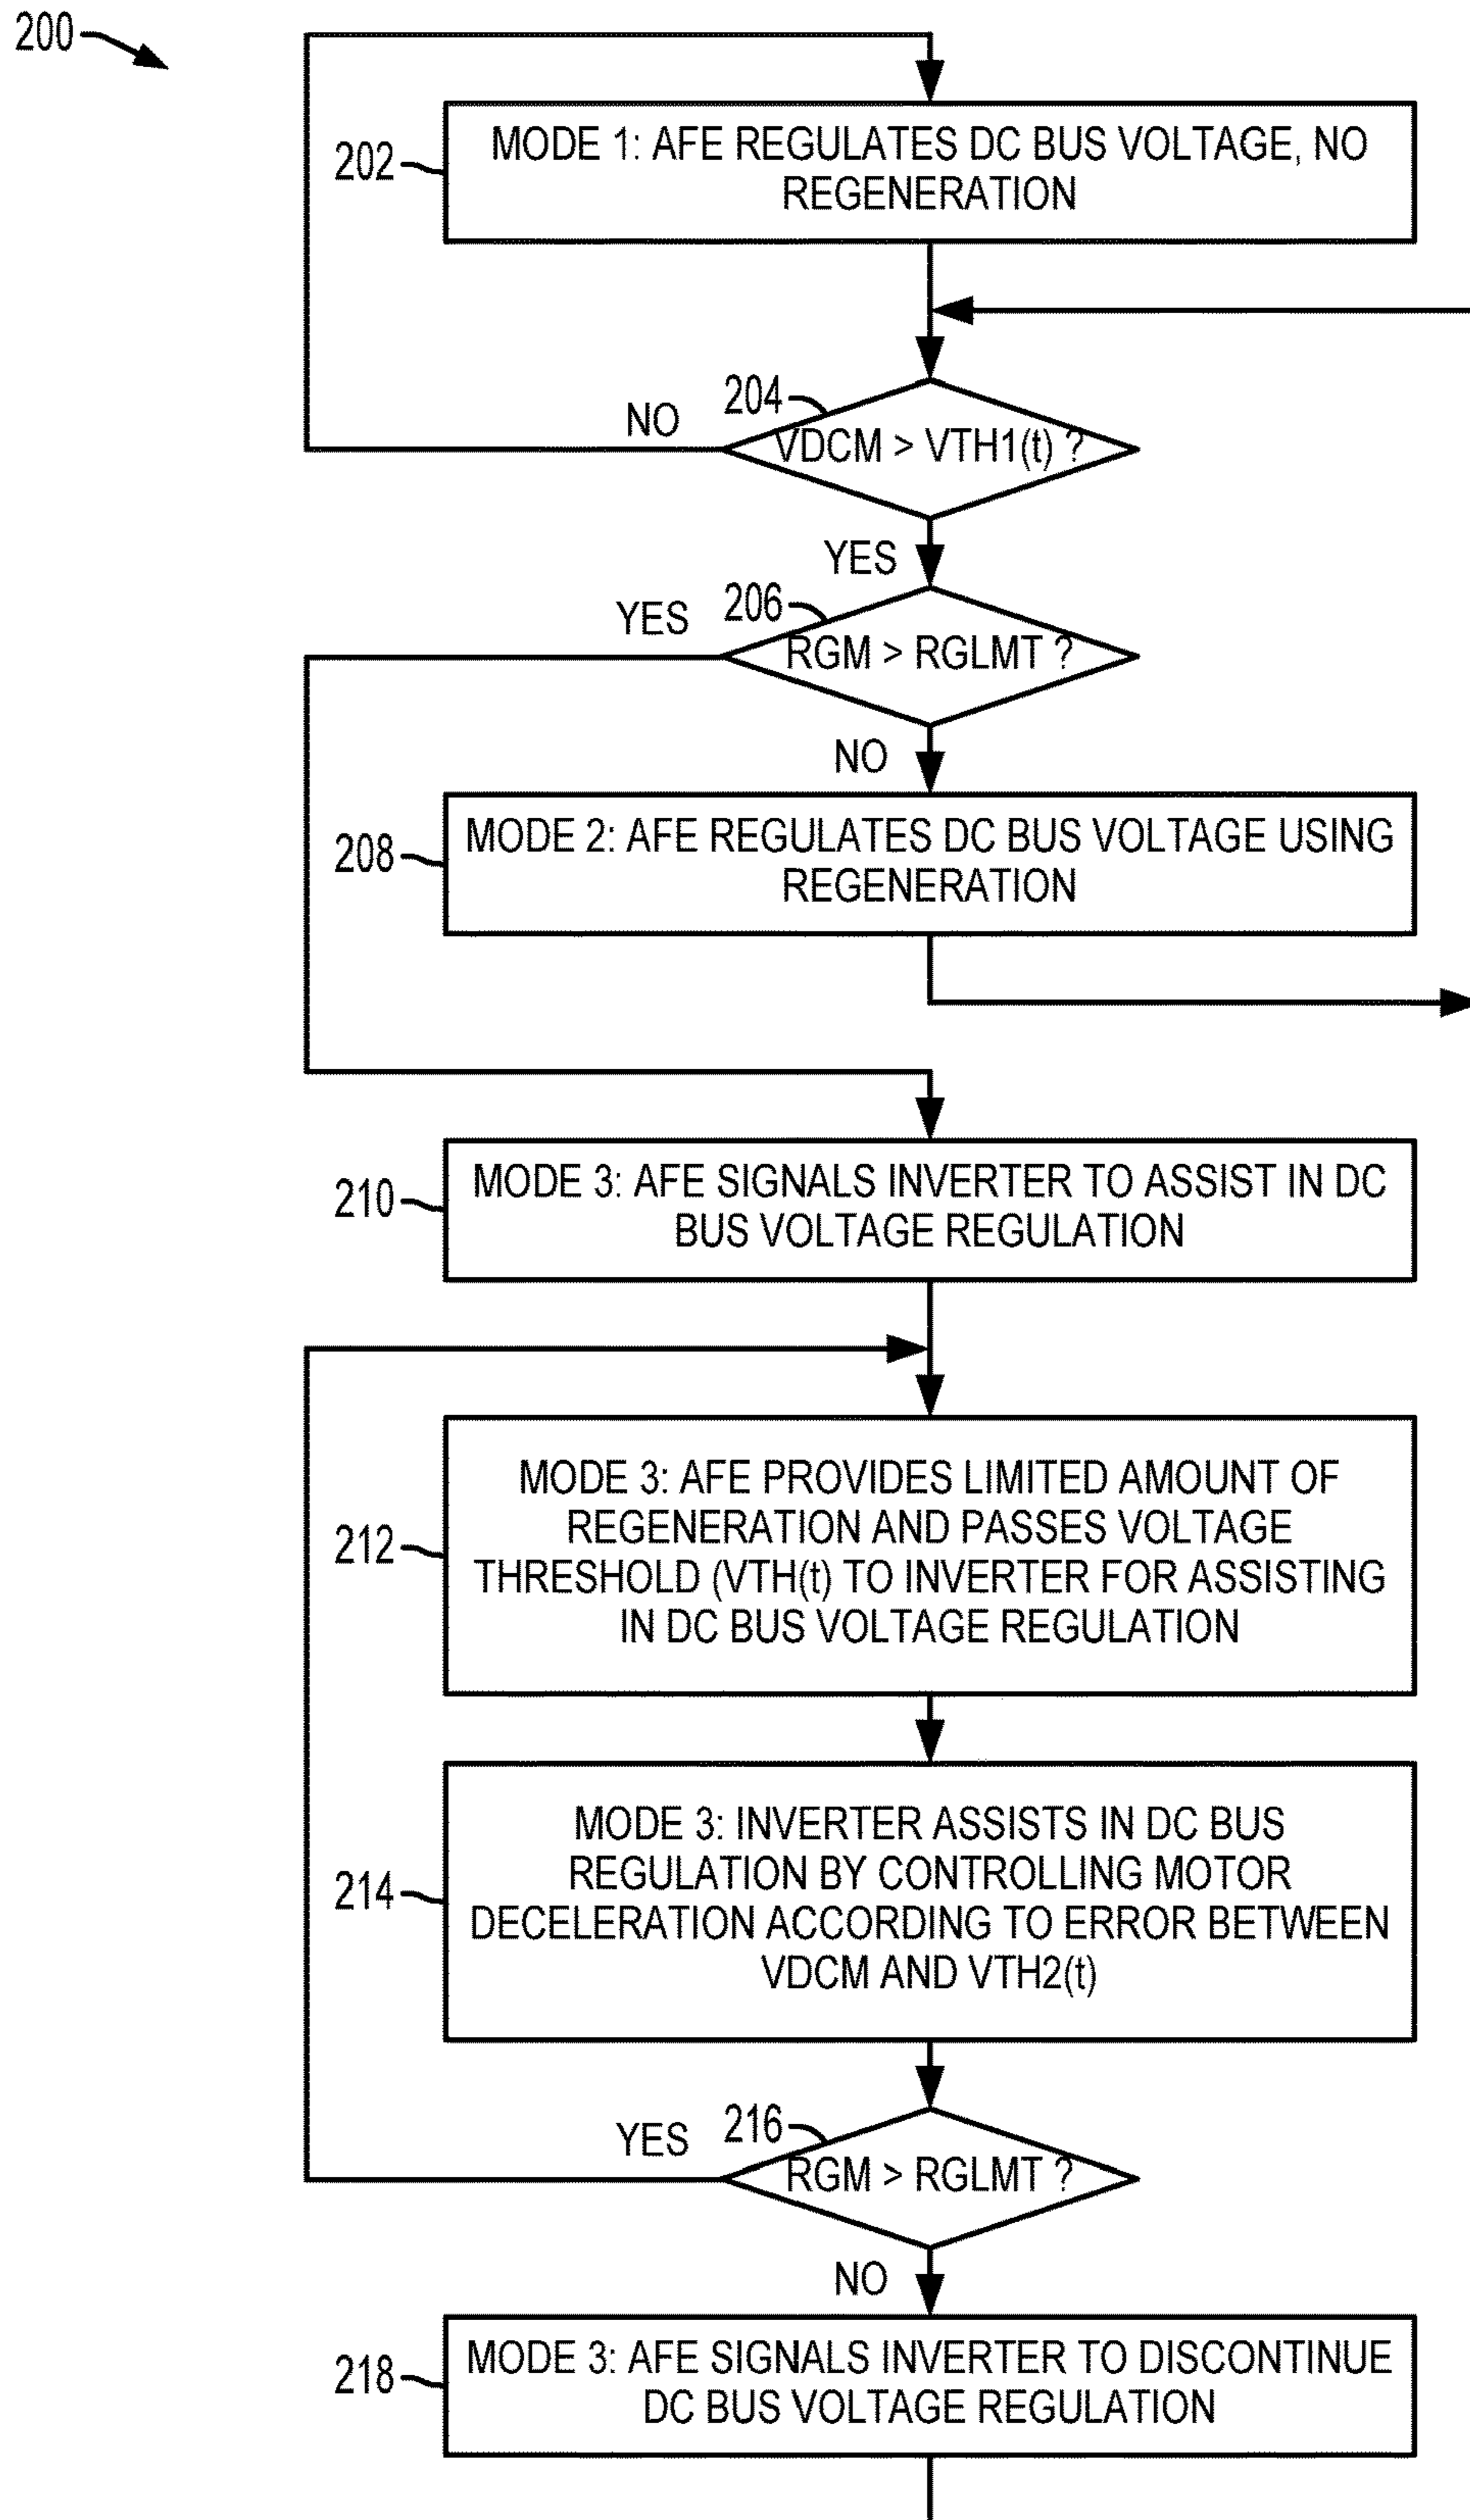 200
202
MODE 1: AFE REGULATES DC BUS VOLTAGE, NO
REGENERATION
204
NO
VDCM > VTH1(t) ?
YES
206
YES
RGM > RGLMT ?
NO
208
MODE 2: AFE REGULATES DC BUS VOLTAGE USING
REGENERATION
210
MODE 3: AFE SIGNALS INVERTER TO ASSIST IN DC
BUS VOLTAGE REGULATION
212
MODE 3: AFE PROVIDES LIMITED AMOUNT OF
REGENERATION AND PASSES VOLTAGE
THRESHOLD (VTH(t) TO INVERTER FOR ASSISTING
IN DC BUS VOLTAGE REGULATION
214
MODE 3: INVERTER ASSISTS IN DC BUS
REGULATION BY CONTROLLING MOTOR
DECELERATION ACCORDING TO ERROR BETWEEN
VDCM AND VTH2(t)
216
YES
RGM > RGLMT ?
NO
218
MODE 3: AFE SIGNALS INVERTER TO DISCONTINUE
DC BUS VOLTAGE REGULATION